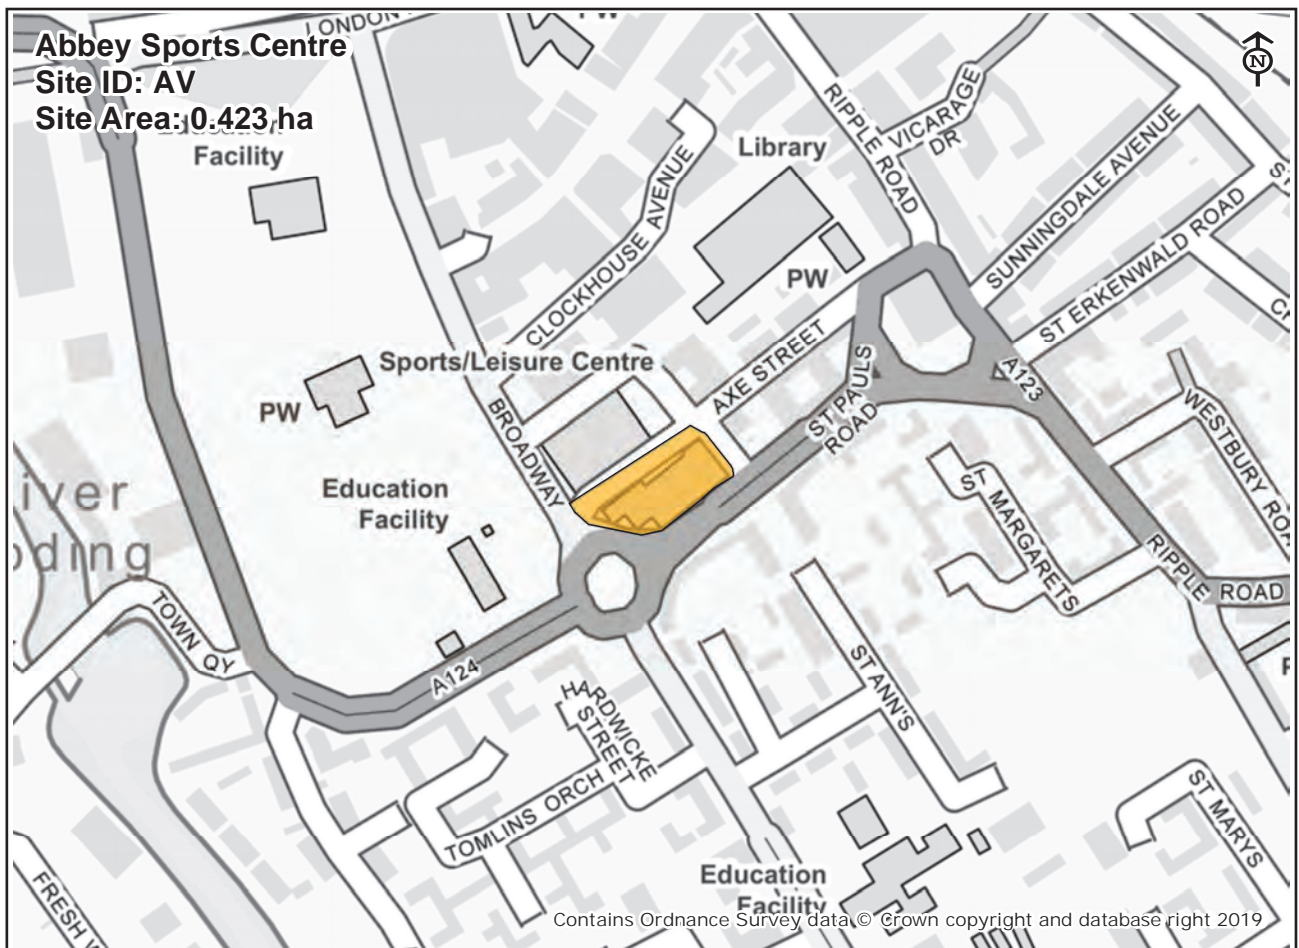 LONDON
PW
Abbey Sports Centre
Site ID: AV
Site Area: 0.423 ha
N
Education
Facility
RIPPLE ROAD
VICARAGE
DR
Library
SUNNINGDALE AVENUE
ST ERKENWALD ROAD
CLOCKHOUSE AVENUE
PW
Sports/Leisure Centre
AXE STREET
ST PAULS
ROAD
A123
PW
BROADWAY
WESTBURY
Education
Facility
ST MARGARETS
RIPPLE
ROAD
TOWN QY
A124
ST ANN'S
HARDWICKE
STREET
TOMLINS ORCH
ST MARYS
FRESH
Education
Facility
Contains Ordnance Survey data © Crown copyright and database right 2019